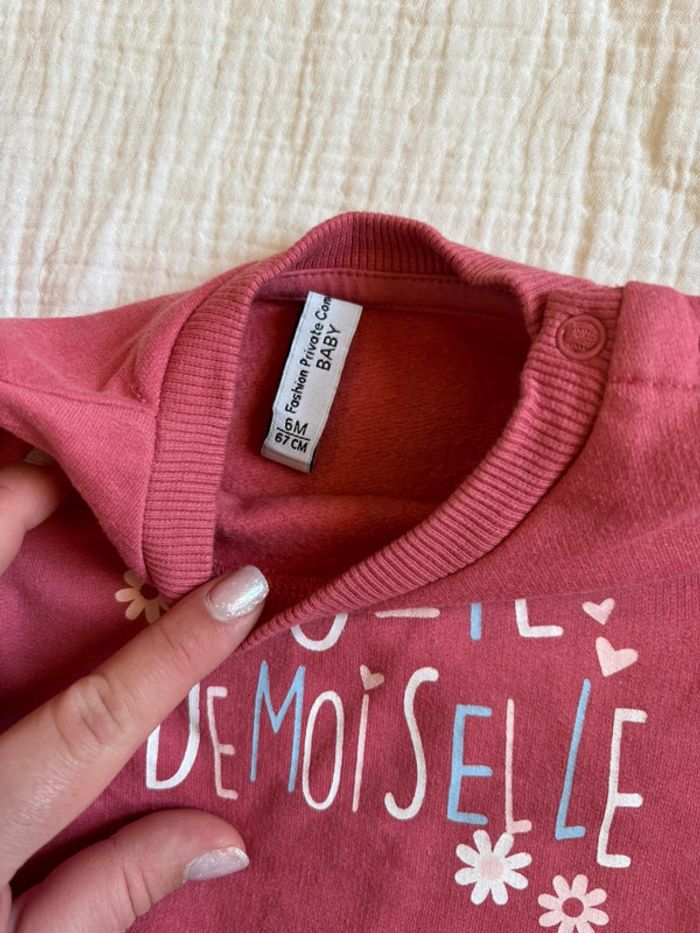 Fashion Private Com
BABY
6M
67 CM
DEMOISELLE